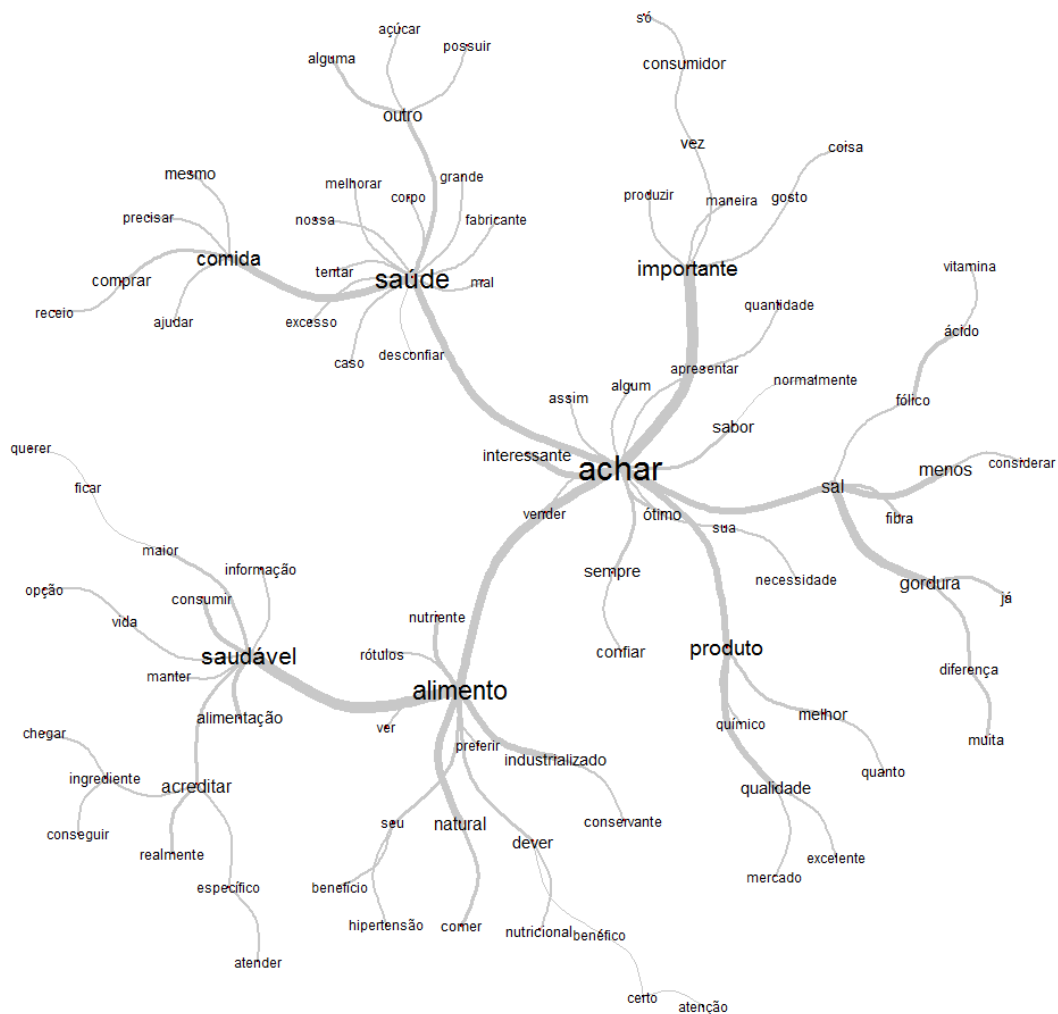 só
açúcar
possuir
alguma
consumidor
outro
vez
coisa
mesmo
melhorar
corpo
grande
produzir
maneira
gosto
precisar
nossa
fabricante
comida
tentar
saúde
mal
importante
vitamina
comprar
receio
ajudar
excesso
quantidade
ácido
caso
desconfiar
algum
apresentar
normalmente
assim
fólico
sabor
querer
interessante
achar
menos
considerar
sal
ficar
vender
ótimo
sua
fibra
maior
informação
sempre
necessidade
gordura
opção
consumir
já
vida
nutriente
saudável
rótulos
confiar
produto
manter
alimento
diferença
alimentação
ver
químico
melhor
chegar
preferir
industrializado
muita
ingrediente
acreditar
qualidade
quanto
conseguir
seu
natural
conservante
realmente
dever
excelente
específico
benefício
mercado
hipertensão
comer
nutricional
benéfico
atender
certo
atenção